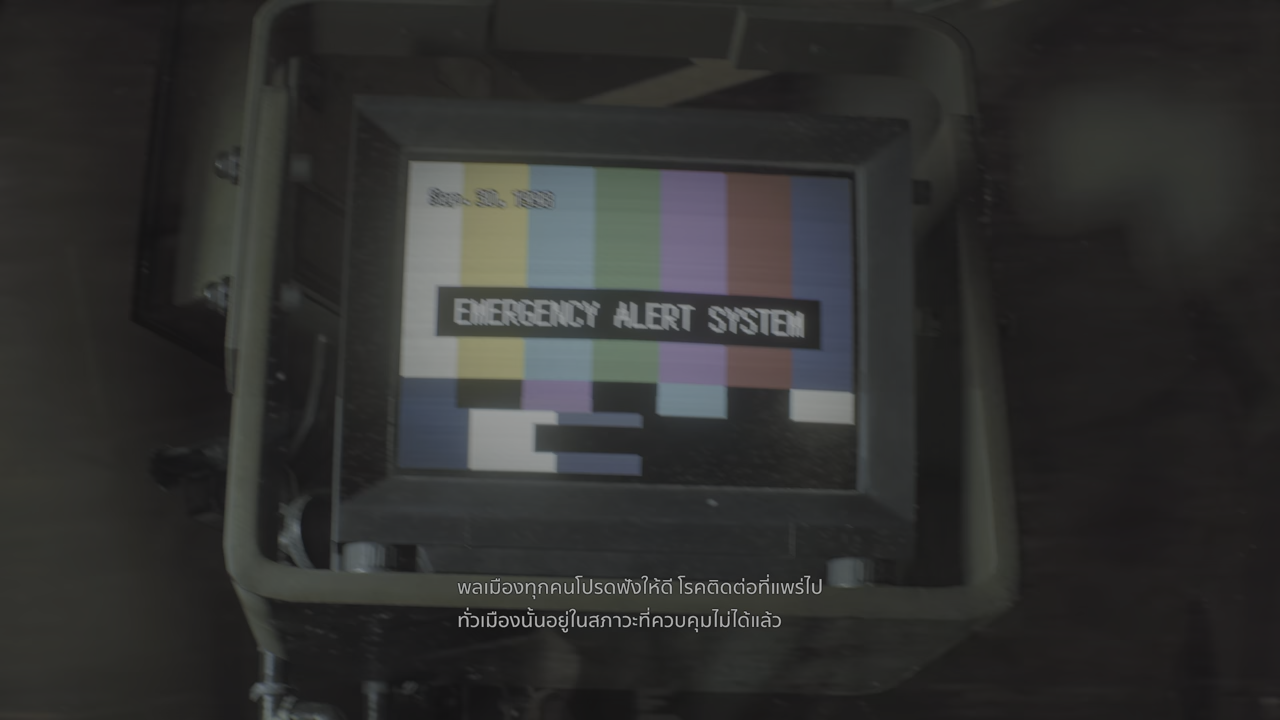 EMERGENCY ALERT SYSTEM
พลเมืองทุกคนโปรดฟังให้ดี โรคติดต่อที่แพร่ไป
ทั่วเมืองนั้นอยู่ในสภาวะที่ควบคุมไม่ได้แล้ว